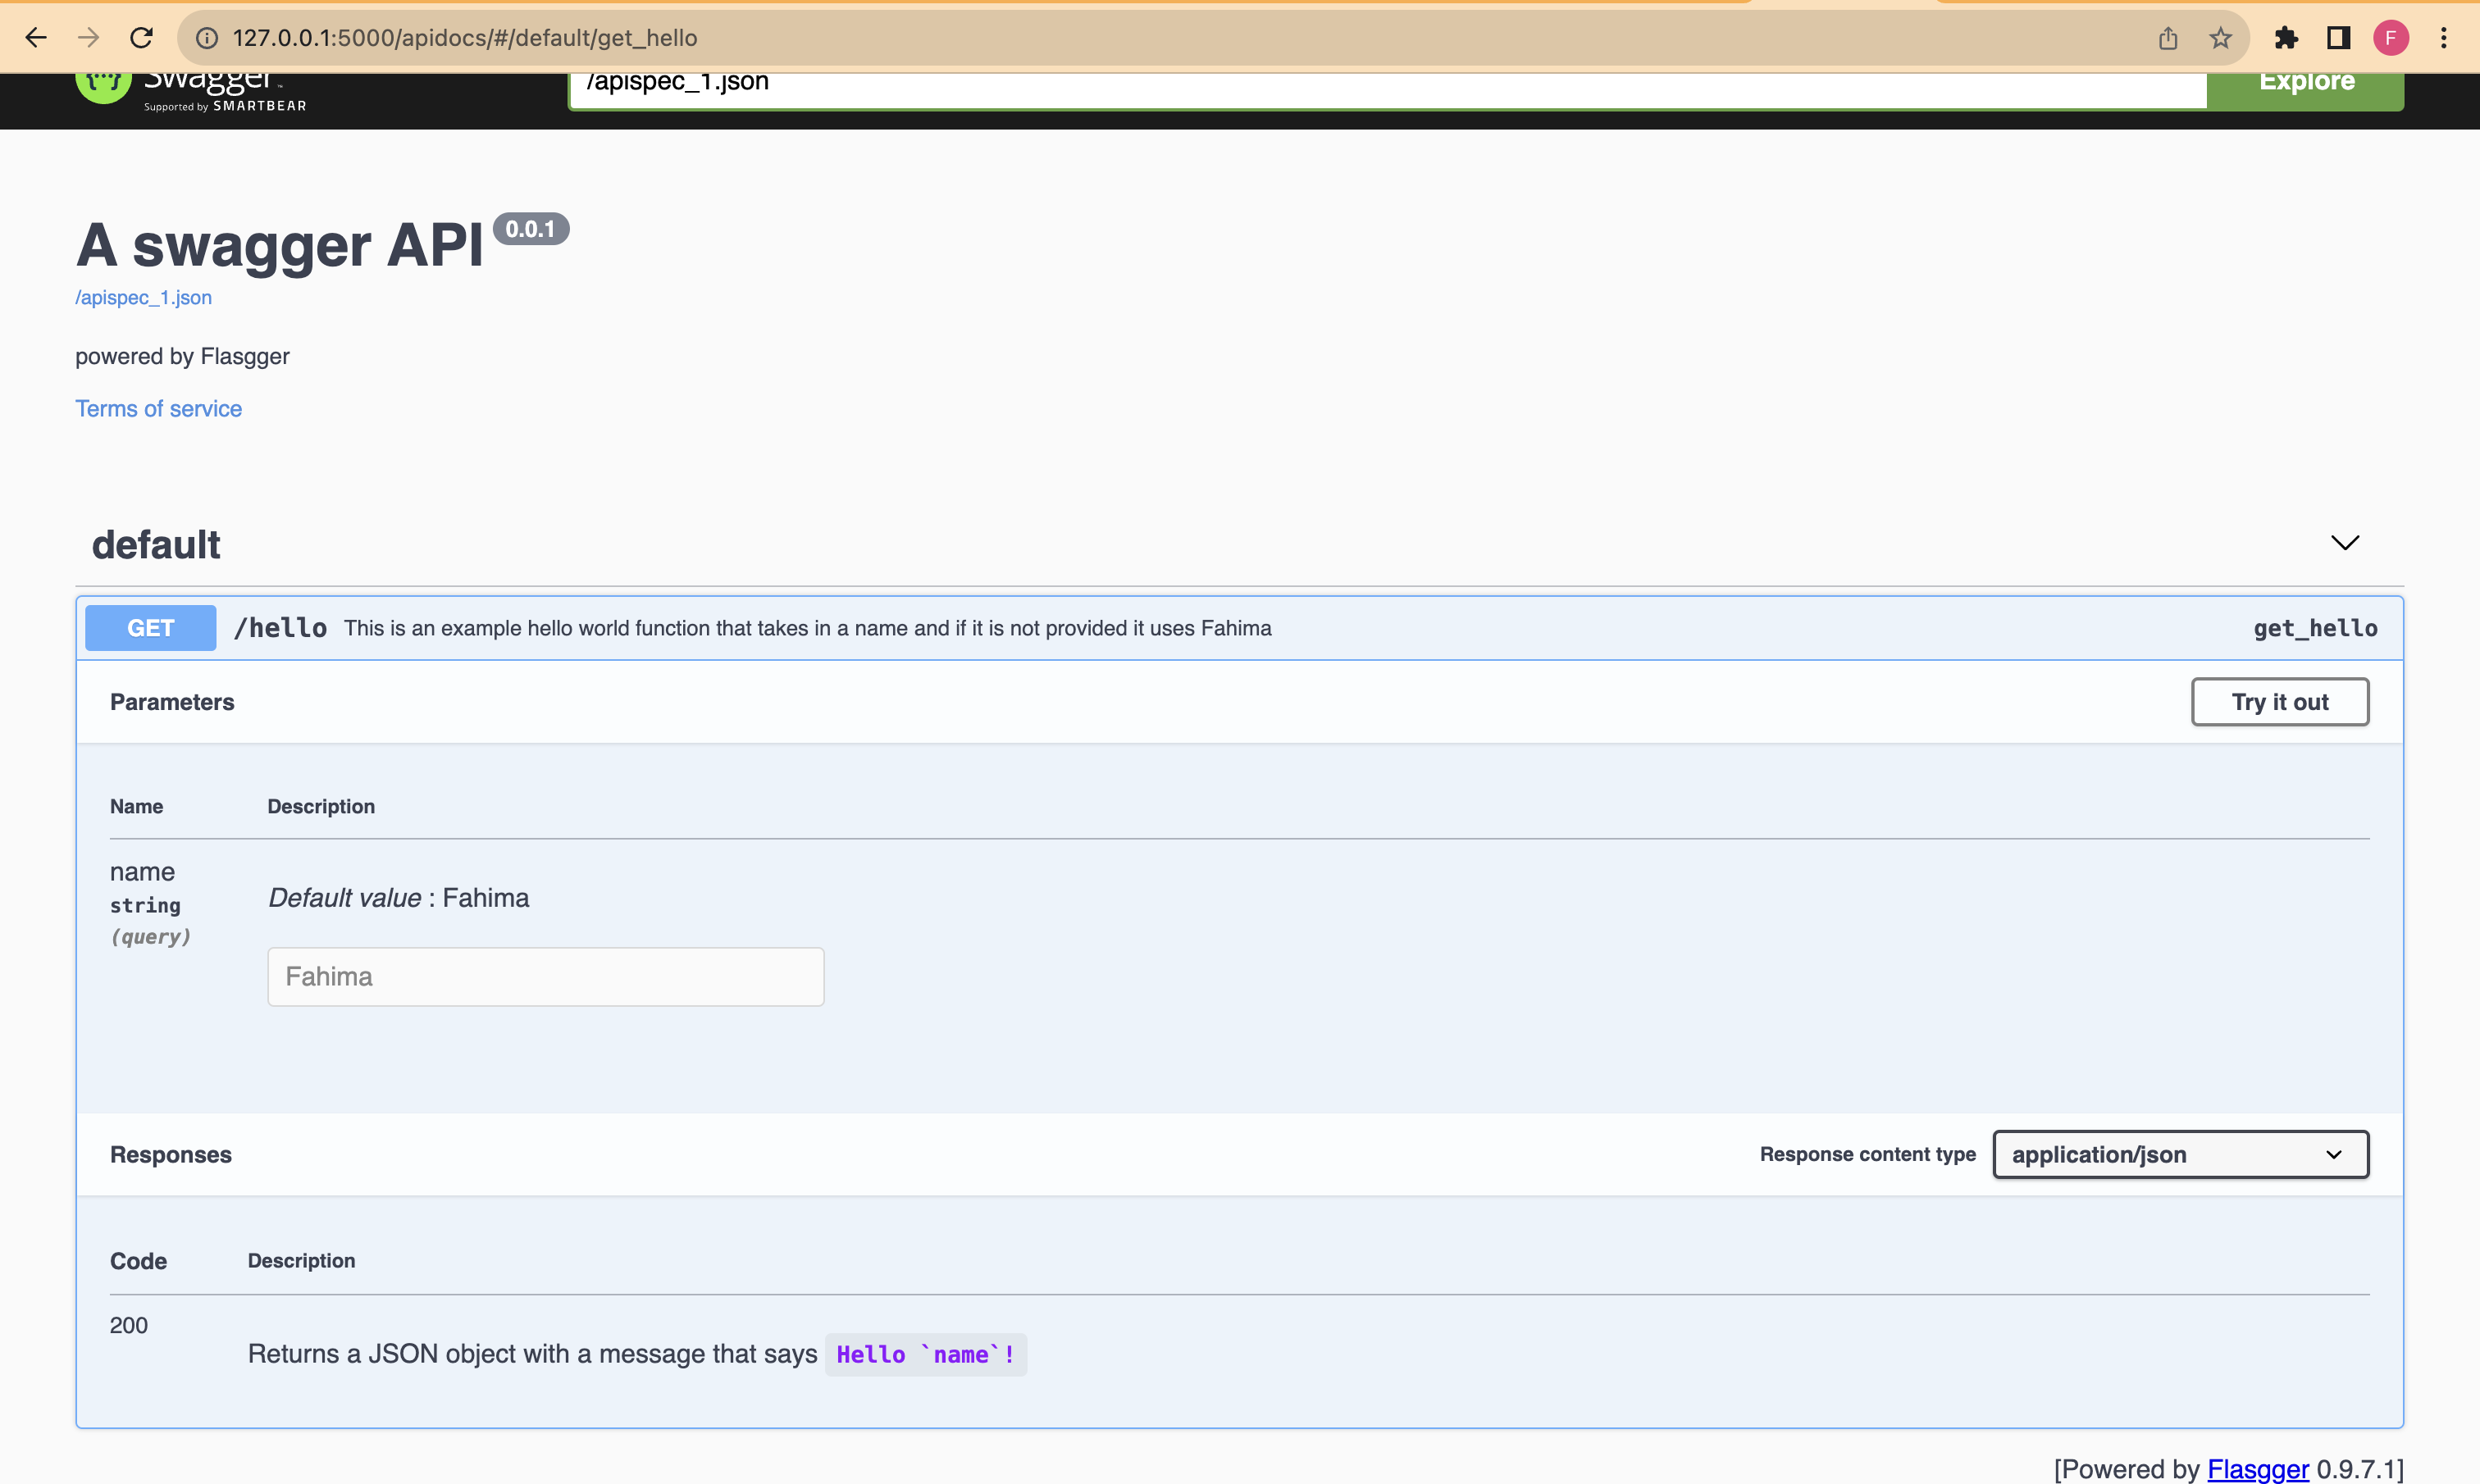 127.0.0.1:5000/apidocs/#/default/get_hello
F
Swagger
Supported by SMARTBEAR
/apispec_1.json
Explore
A swagger API 0.0.1
/apispec_1.json
powered by Flasgger
Terms of service
default
GET /hello This is an example hello world function that takes in a name and if it is not provided it uses Fahima get_hello
Parameters
Try it out
Name Description
name
string
(query)
Default value : Fahima
Fahima
Responses
Response content type application/json
Code Description
200
Returns a JSON object with a message that says Hello `name`!
[Powered by Flasgger 0.9.7.1]